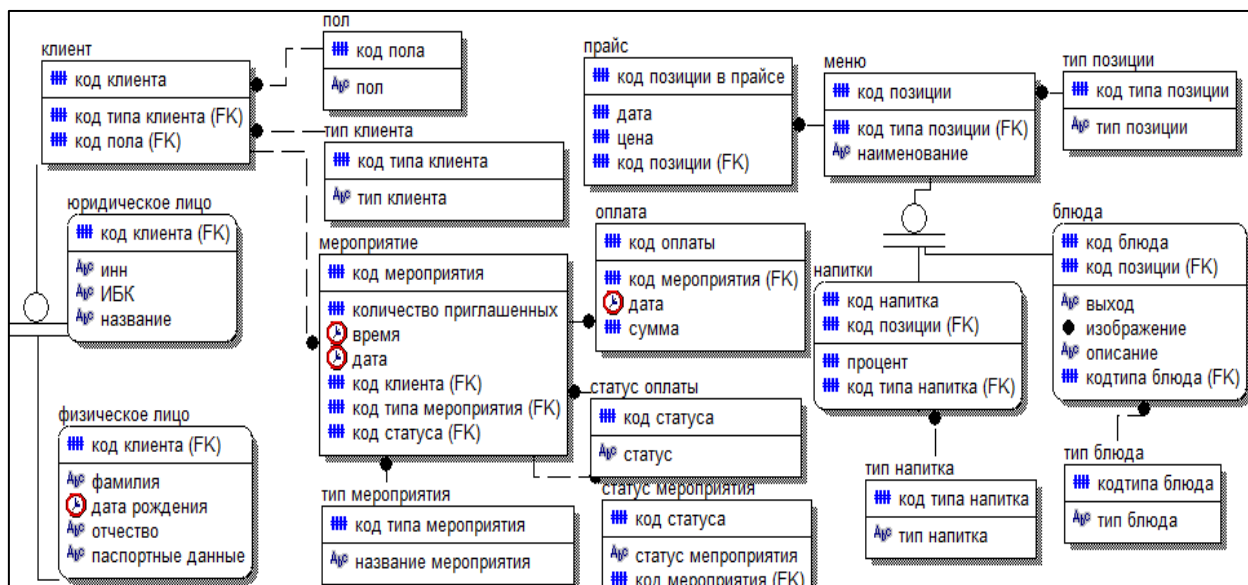 пол
код пола
пол
клиент
код клиента
код типа клиента (FK)
код пола (FK)
тип клиента
код типа клиента
тип клиента
прайс
код позиции в прайсе
дата
цена
код позиции (FK)
меню
код позиции
код типа позиции (FK)
наименование
тип позиции
код типа позиции
тип позиции
юридическое лицо
код клиента (FK)
инн
ИБК
название
мероприятие
код мероприятия
количество приглашенных
время
дата
код клиента (FK)
код типа мероприятия (FK)
код статуса (FK)
оплата
код оплаты
код мероприятия (FK)
дата
сумма
напитки
код напитка
код позиции (FK)
процент
код типа напитка (FK)
блюда
код блюда
код позиции (FK)
выход
изображение
описание
кодтипа блюда (FK)
физическое лицо
код клиента (FK)
фамилия
дата рождения
отчество
паспортные данные
тип мероприятия
код типа мероприятия
название мероприятия
статус оплаты
код статуса
статус
статус мероприятия
код статуса
статус мепроприятия
код мероприятия (FK)
тип напитка
код типа напитка
тип напитка
тип блюда
кодтипа блюда
тип блюда